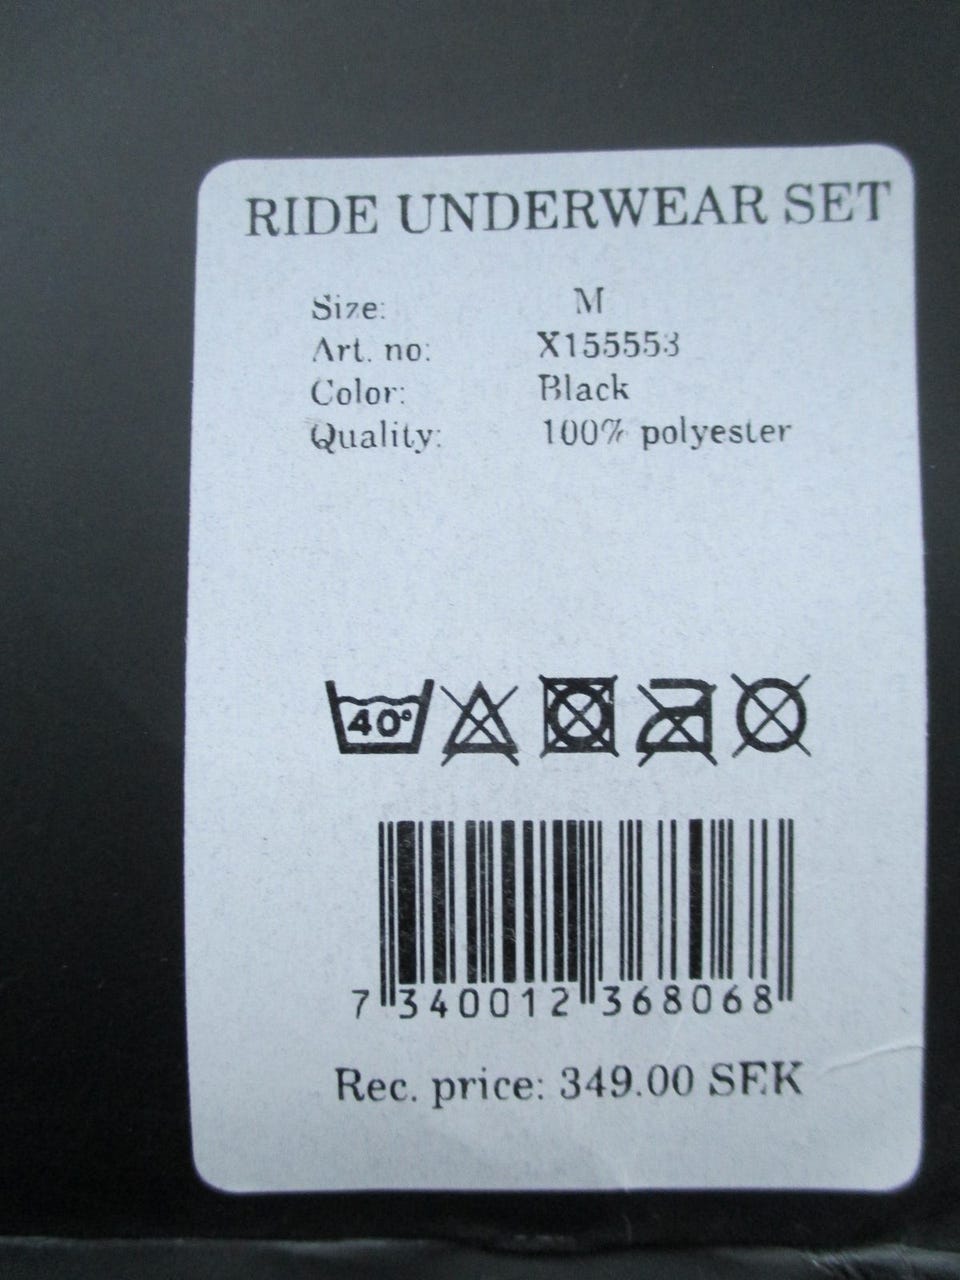 RIDE UNDERWEAR SET
Size: M
Art. no: X155553
Color: Black
Quality: 100% polyester
40°
7 340012 368068
Rec. price: 349.00 SEK